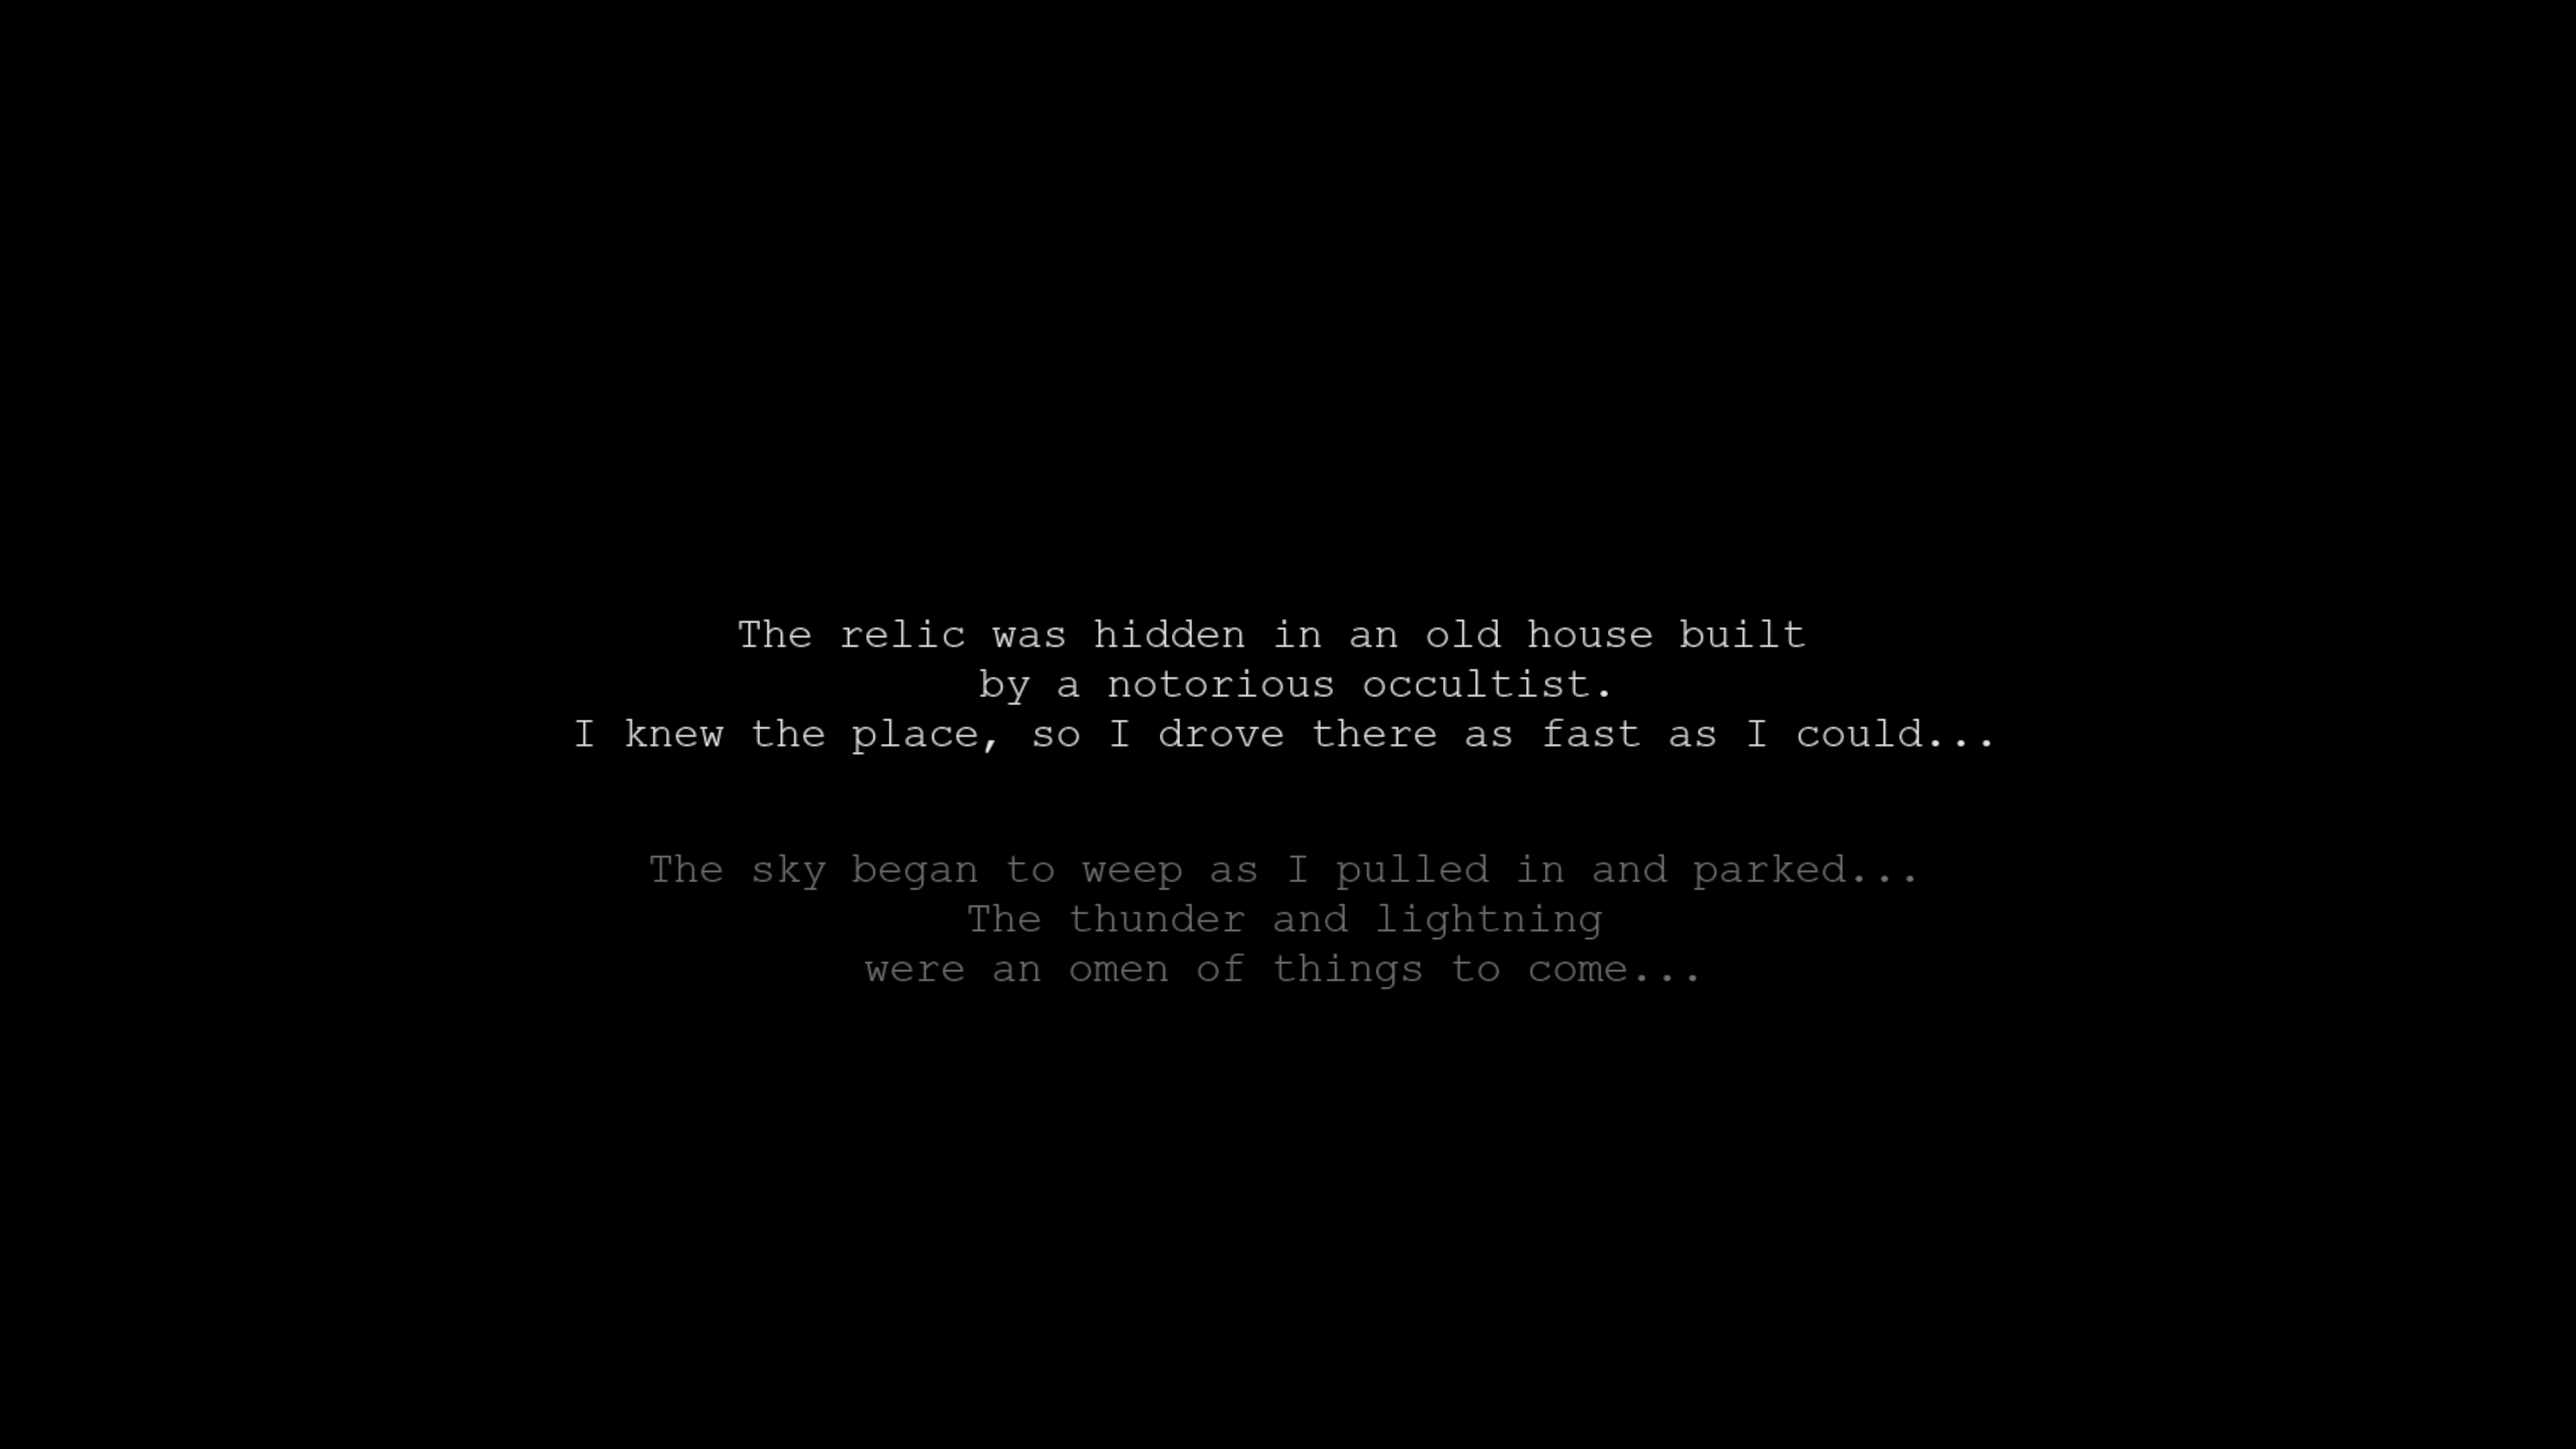 The relic was hidden in an old house built
by a notorious occultist.
I knew the place, so I drove there as fast as I could...
The sky began to weep as I pulled in and parked...
The thunder and lightning
were an omen of things to come...